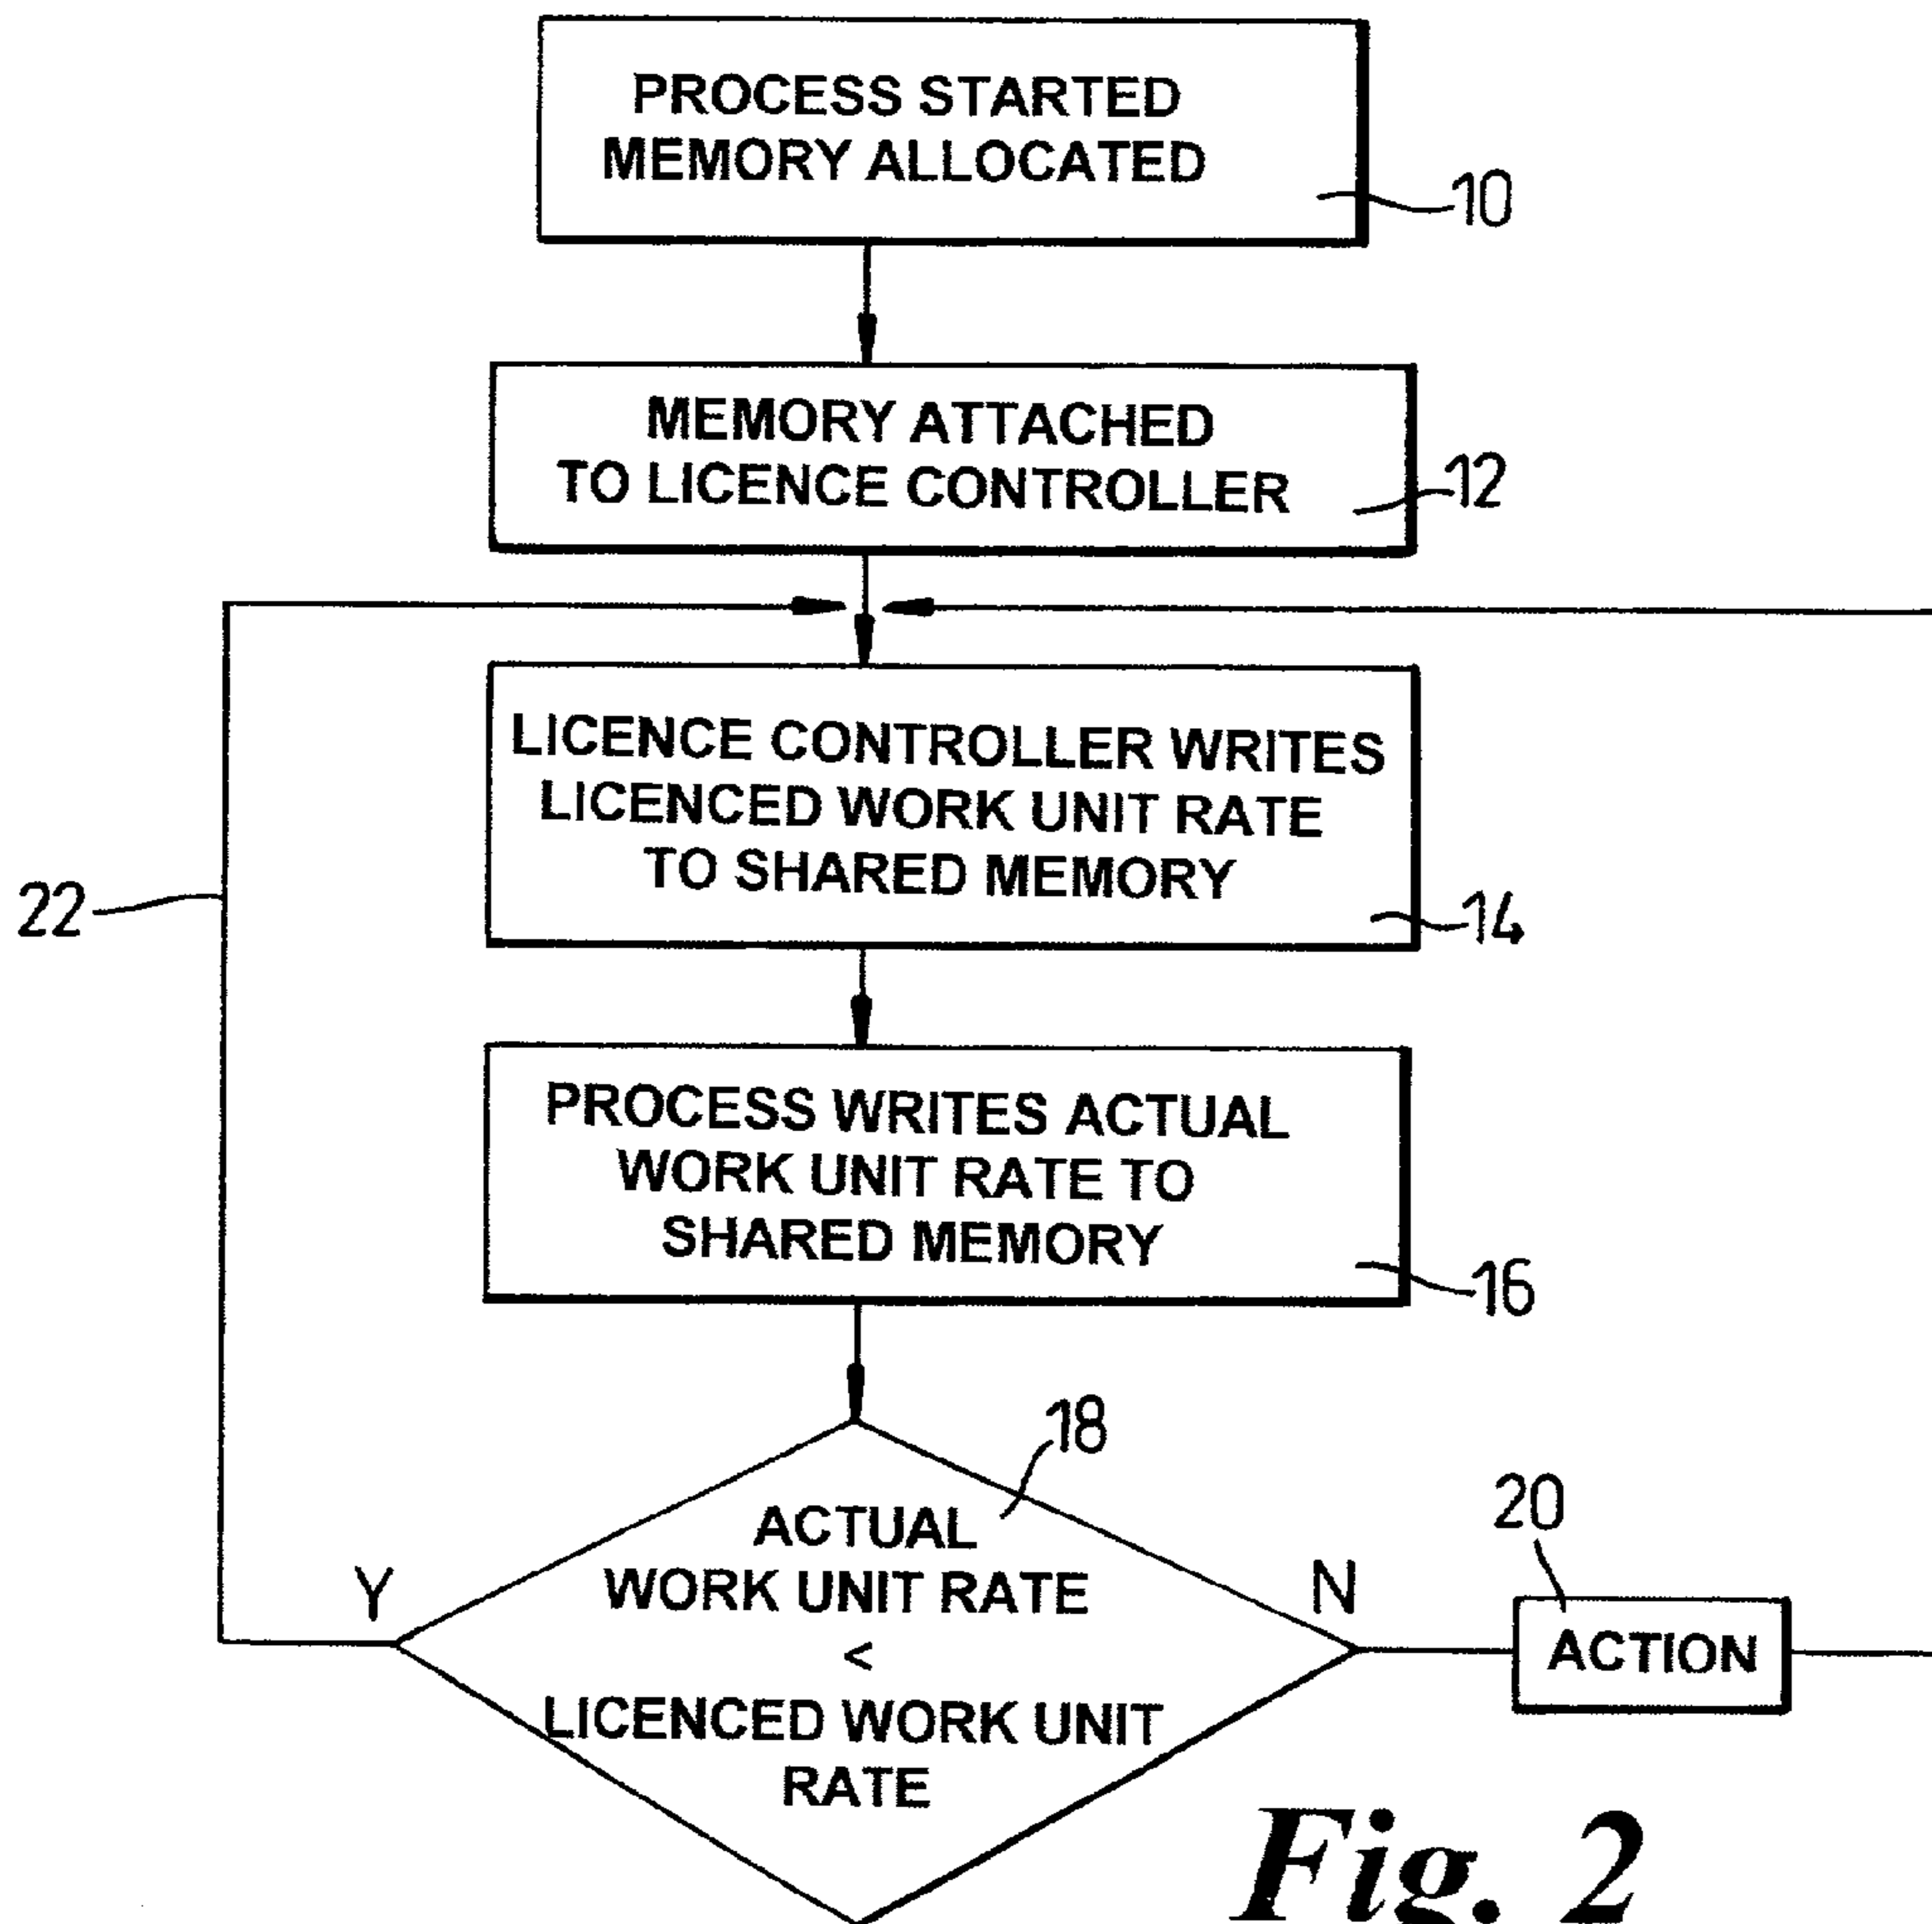 PROCESS STARTED
MEMORY ALLOCATED
10
MEMORY ATTACHED
TO LICENCE CONTROLLER
12
LICENCE CONTROLLER WRITES
LICENCED WORK UNIT RATE
TO SHARED MEMORY
14
22
PROCESS WRITES ACTUAL
WORK UNIT RATE TO
SHARED MEMORY
16
18
ACTUAL
WORK UNIT RATE
<
LICENCED WORK UNIT
RATE
Y
N
20
ACTION
Fig. 2